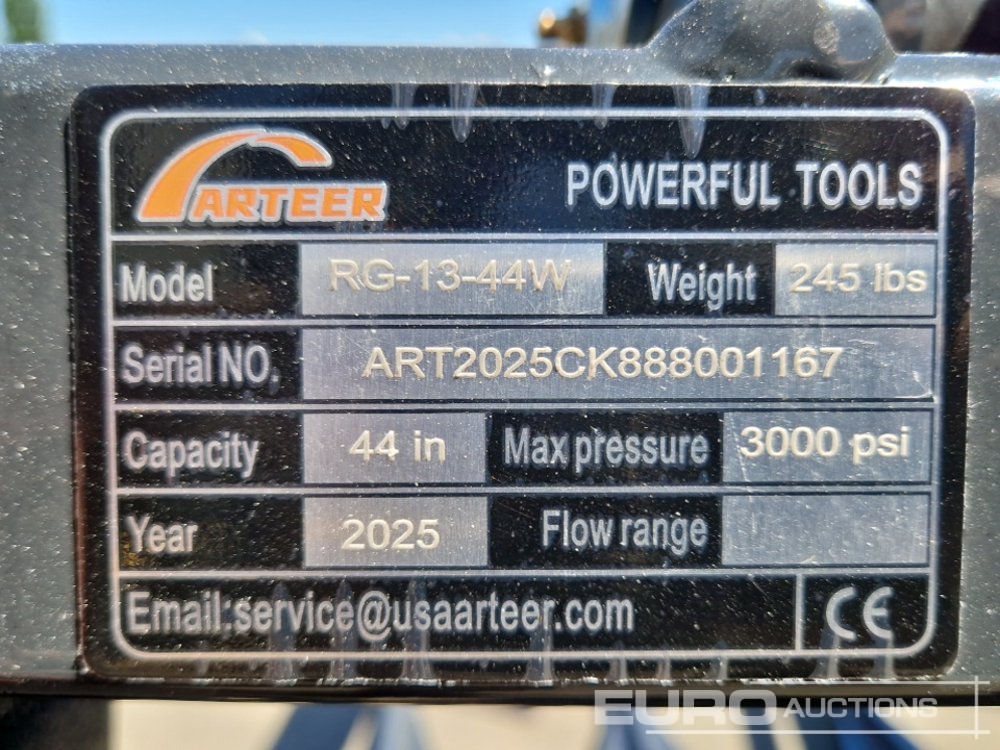 ARTEER POWERFUL TOOLS
Model RG-13-44W Weight 245 lbs
Serial NO. ART2025CK888001167
Capacity 44 in Max pressure 3000 psi
Year 2025 Flow range
Email:service@usaarteer.com CE
EURO AUCTIONS